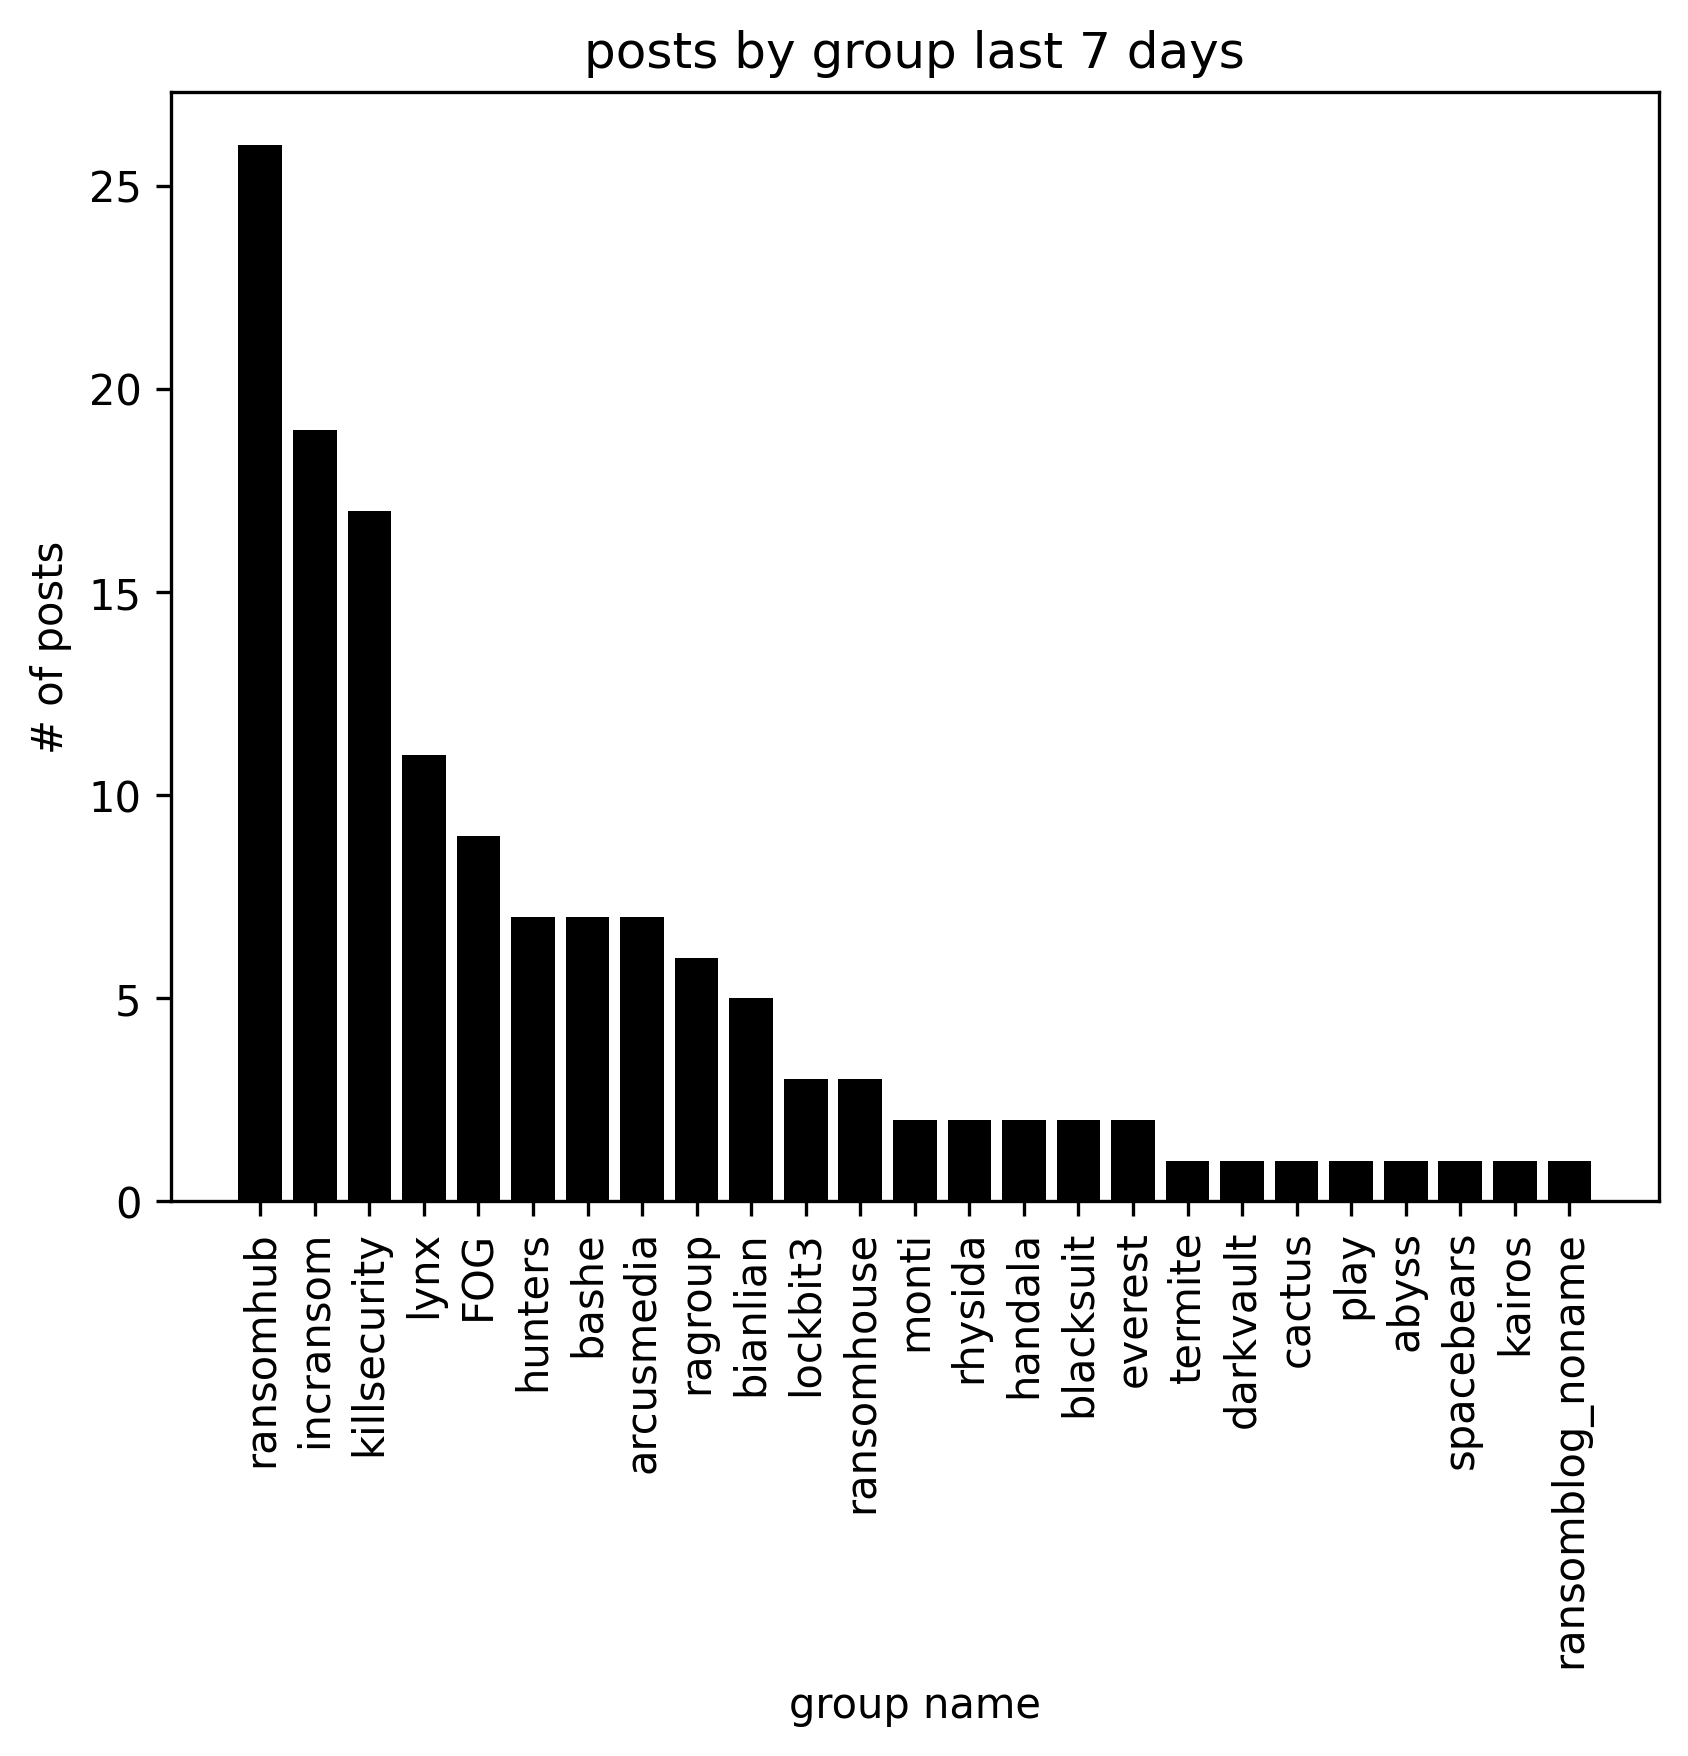 posts by group last 7 days
# of posts
25
20
15
10
5
0
ransomhub
incransom
killsecurity
lynx
FOG
hunters
bashe
arcusmedia
ragroup
bianlian
lockbit3
ransomhouse
monti
rhysida
handala
blacksuit
everest
termite
darkvault
cactus
play
abyss
spacebears
kairos
ransomblog_noname
group name